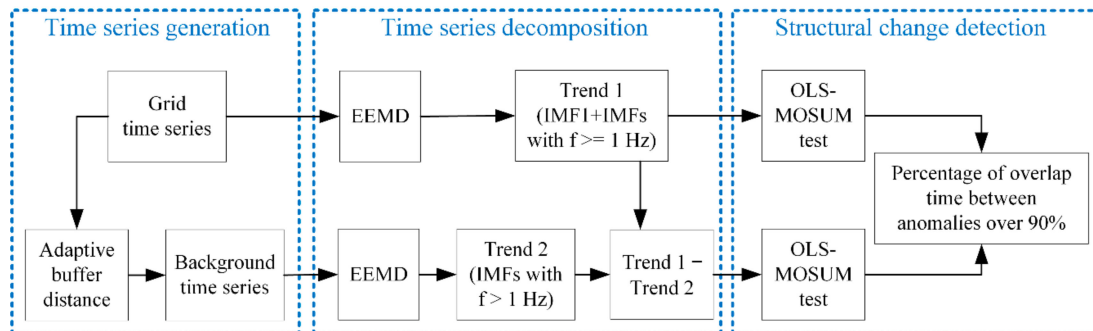 Time series generation
Time series decomposition
Structural change detection
Grid
time series
EEMD
Trend 1
(IMF1+IMFs
with f >= 1 Hz)
OLS-
MOSUM
test
Percentage of overlap
time between
anomalies over 90%
Adaptive
buffer
distance
Background
time series
EEMD
Trend 2
(IMFs with
f > 1 Hz)
Trend 1 −
Trend 2
OLS-
MOSUM
test